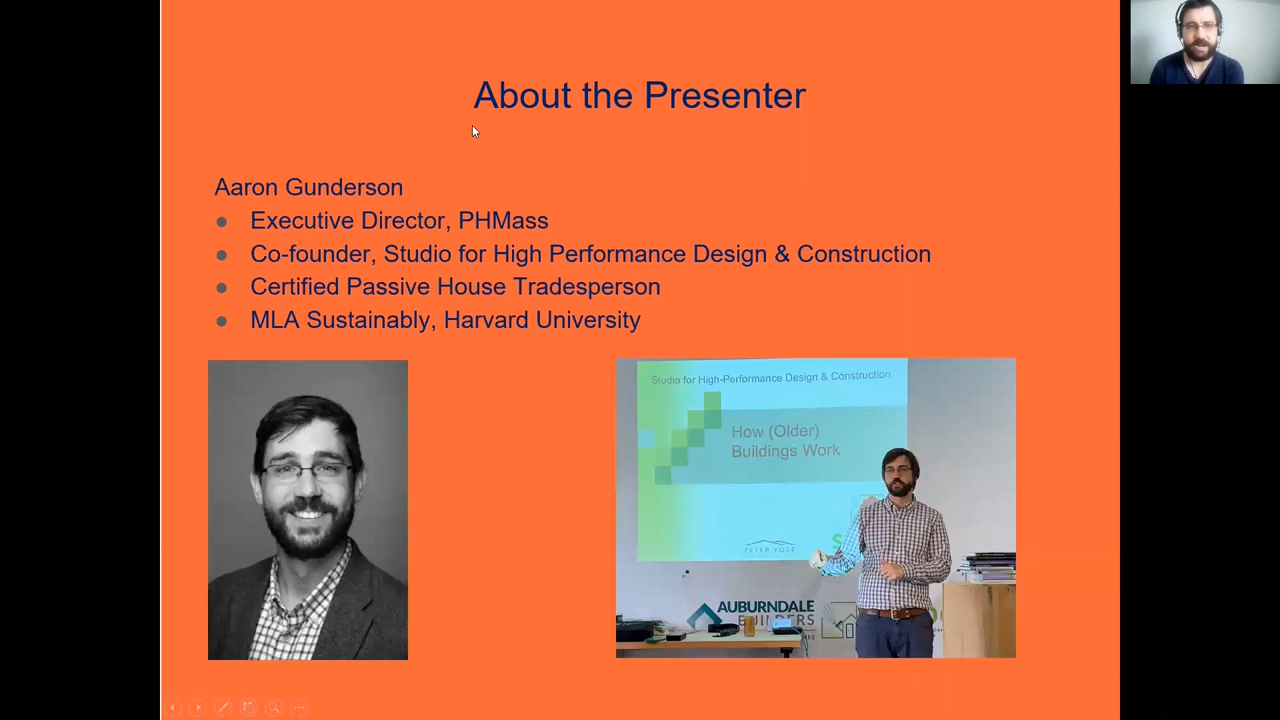 About the Presenter
Aaron Gunderson
● Executive Director, PHMass
● Co-founder, Studio for High Performance Design & Construction
● Certified Passive House Tradesperson
● MLA Sustainably, Harvard University
Studio for High-Performance Design & Construction
How (Older)
Buildings Work
PETER YOST
AUBURNDALE
BUILDERS